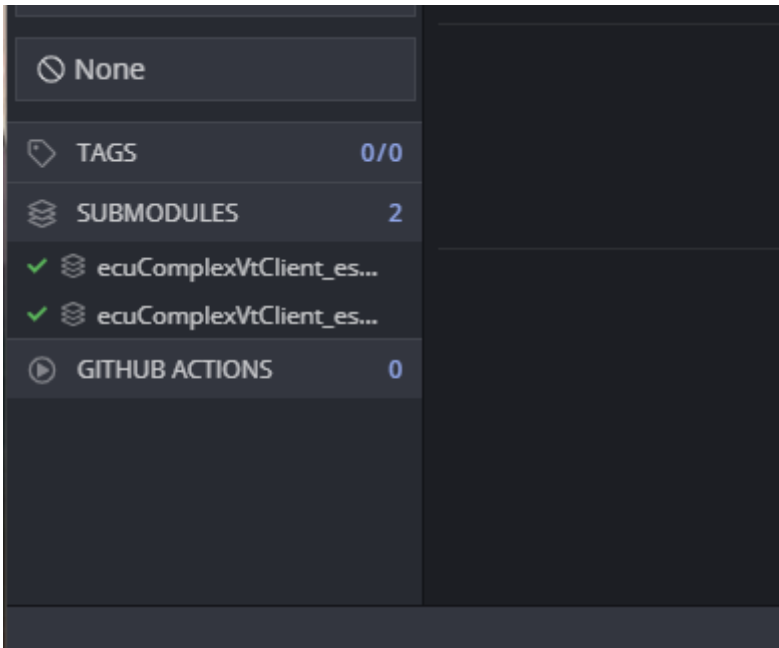 None
TAGS 0/0
SUBMODULES 2
ecuComplexVtClient_es...
ecuComplexVtClient_es...
GITHUB ACTIONS 0